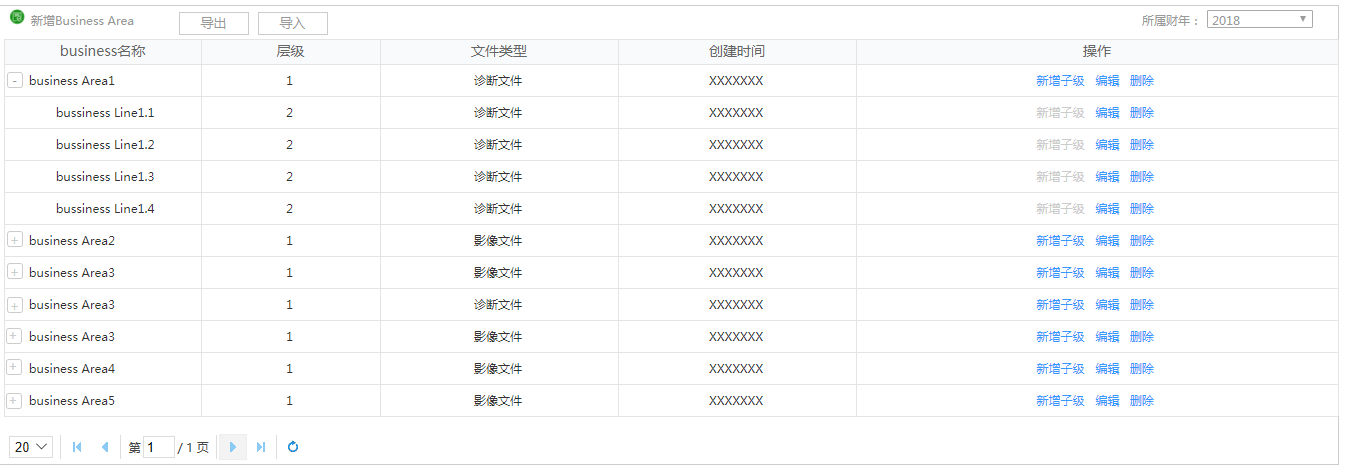 新增Business Area 导出 导入 所属财年： 2018
business名称 层级 文件类型 创建时间 操作
- business Area1 1 诊断文件 XXXXXXX 新增子级 编辑 删除
bussiness Line1.1 2 诊断文件 XXXXXXX 新增子级 编辑 删除
bussiness Line1.2 2 诊断文件 XXXXXXX 新增子级 编辑 删除
bussiness Line1.3 2 诊断文件 XXXXXXX 新增子级 编辑 删除
bussiness Line1.4 2 诊断文件 XXXXXXX 新增子级 编辑 删除
+ business Area2 1 影像文件 XXXXXXX 新增子级 编辑 删除
+ business Area3 1 影像文件 XXXXXXX 新增子级 编辑 删除
+ business Area3 1 诊断文件 XXXXXXX 新增子级 编辑 删除
+ business Area3 1 影像文件 XXXXXXX 新增子级 编辑 删除
+ business Area4 1 影像文件 XXXXXXX 新增子级 编辑 删除
+ business Area5 1 影像文件 XXXXXXX 新增子级 编辑 删除
20 第 1 / 1 页